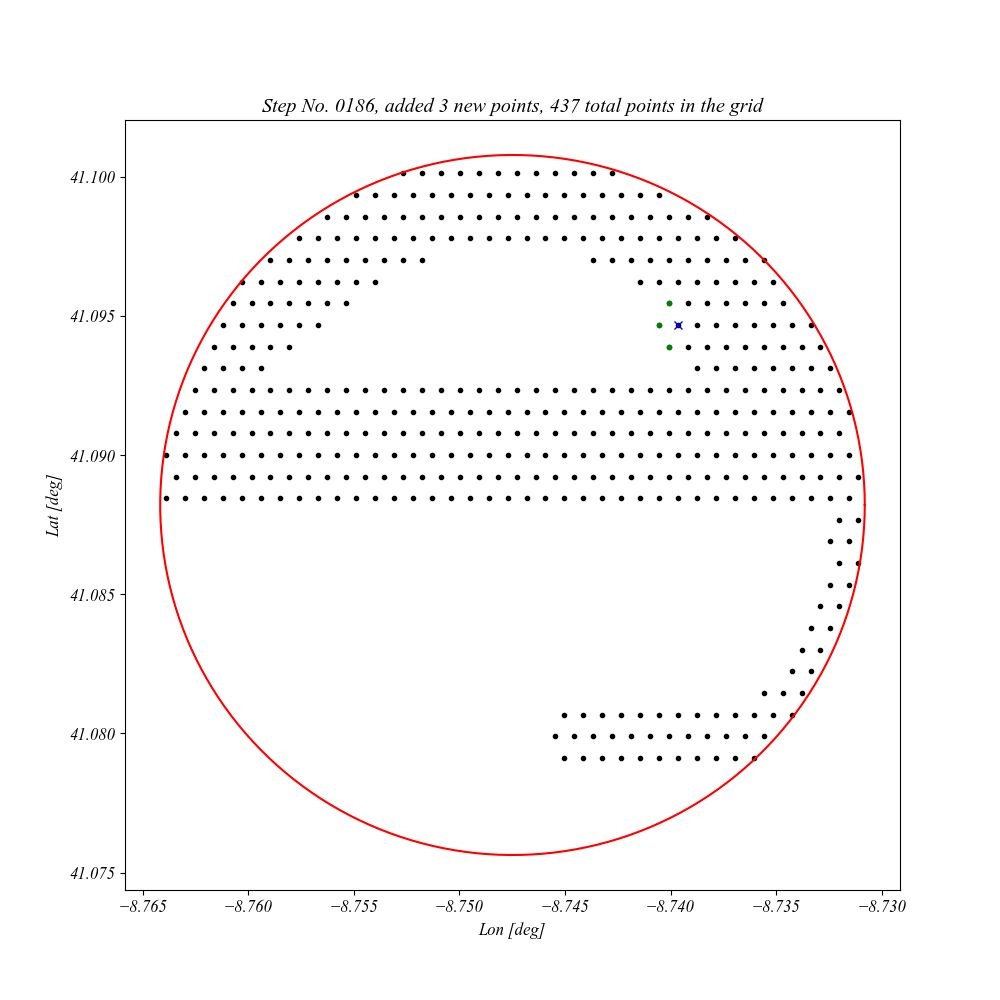 Step No. 0186, added 3 new points, 437 total points in the grid
41.100
41.095
41.090
41.085
41.080
41.075
Lat [deg]
−8.765 −8.760 −8.755 −8.750 −8.745 −8.740 −8.735 −8.730
Lon [deg]